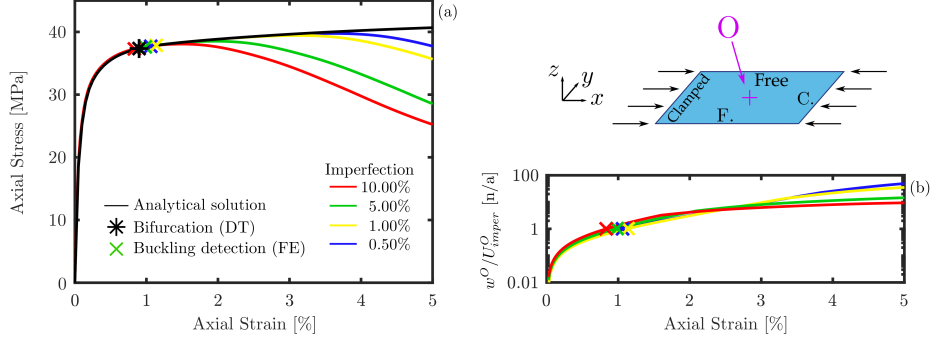 (a)
Axial Stress [MPa]
40
30
20
10
0
Analytical solution
Bifurcation (DT)
Buckling detection (FE)
Imperfection
10.00%
5.00%
1.00%
0.50%
0 1 2 3 4 5
Axial Strain [%]
O
z y x
Clamped
Free
C.
F.
(b)
w^O/U^O_{imper} [n/a]
100
1
0.01
0 1 2 3 4 5
Axial Strain [%]